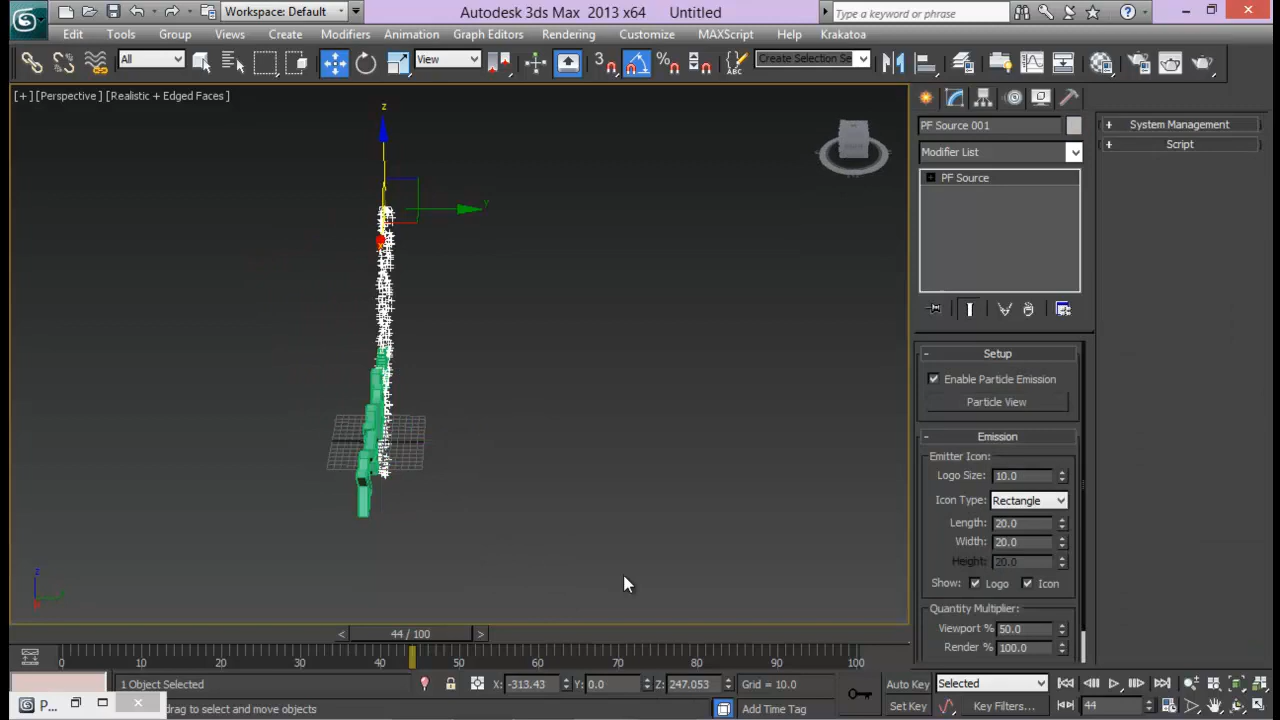 Workspace: Default
Autodesk 3ds Max 2013 x64 Untitled
Type a keyword or phrase
Edit Tools Group Views Create Modifiers Animation Graph Editors Rendering Customize MAXScript Help Krakatoa
All View 3 Create Selection Se
[+] [Perspective] [Realistic + Edged Faces]
z
y
PF Source 001
Modifier List
PF Source
System Management
Script
Setup
Enable Particle Emission
Particle View
Emission
Emitter Icon:
Logo Size: 10.0
Icon Type: Rectangle
Length: 20.0
Width: 20.0
Height: 20.0
Show: Logo Icon
Quantity Multiplier:
Viewport % 50.0
Render % 100.0
z
< 44 / 100 >
0 10 20 30 40 50 60 70 80 90 100
1 Object Selected X: -313.43 Y: 0.0 Z: 247.053 Grid = 10.0 Auto Key Selected
P... drag to select and move objects Add Time Tag Set Key Key Filters... 44